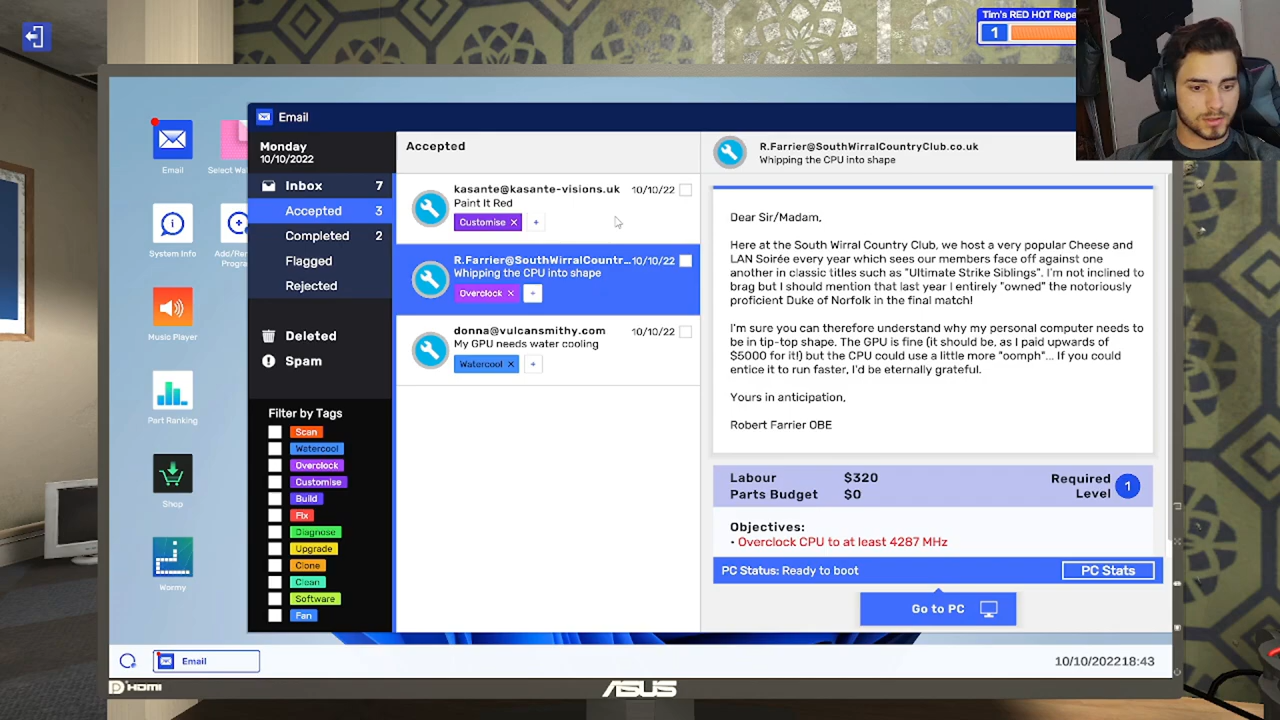 Tim's RED HOT Repa
1
Email
Select Wa
System Info
Add/Re
Progra
Music Player
Part Ranking
Shop
Wormy
Email
Monday
10/10/2022
Inbox 7
Accepted 3
Completed 2
Flagged
Rejected
Deleted
Spam
Filter by Tags
Scan
Watercool
Overclock
Customise
Build
Fix
Diagnose
Upgrade
Clone
Clean
Software
Fan
Accepted
kasante@kasante-visions.uk 10/10/22
Paint It Red
Customise × +
R.Farrier@SouthWirralCountr... 10/10/22
Whipping the CPU into shape
Overclock × +
donna@vulcansmithy.com 10/10/22
My GPU needs water cooling
Watercool × +
R.Farrier@SouthWirralCountryClub.co.uk
Whipping the CPU into shape
Dear Sir/Madam,
Here at the South Wirral Country Club, we host a very popular Cheese and
LAN Soirée every year which sees our members face off against one
another in classic titles such as "Ultimate Strike Siblings". I'm not inclined to
brag but I should mention that last year I entirely "owned" the notoriously
proficient Duke of Norfolk in the final match!
I'm sure you can therefore understand why my personal computer needs to
be in tip-top shape. The GPU is fine (it should be, as I paid upwards of
$5000 for it!) but the CPU could use a little more "oomph"... If you could
entice it to run faster, I'd be eternally grateful.
Yours in anticipation,
Robert Farrier OBE
Labour $320
Parts Budget $0
Required
Level 1
Objectives:
• Overclock CPU to at least 4287 MHz
PC Status: Ready to boot
PC Stats
Go to PC
Email
10/10/2022 18:43
HDMI
ASUS